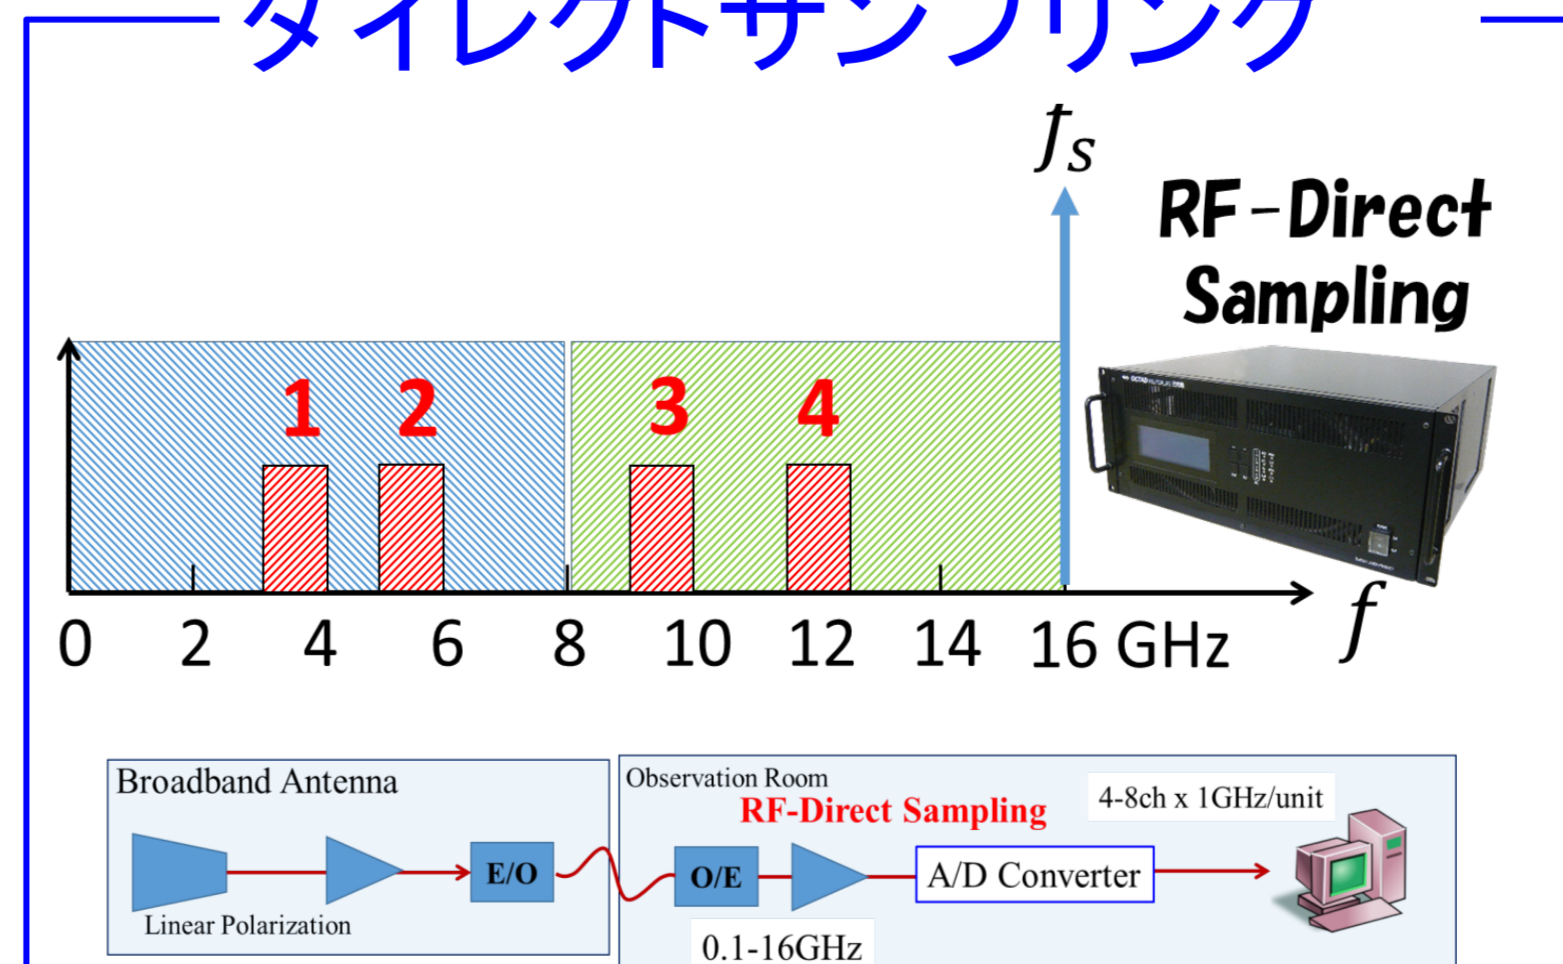 ダイレクトサンプリング
fs
RF-Direct
Sampling
1 2 3 4
0 2 4 6 8 10 12 14 16 GHz
f
Broadband Antenna
Observation Room
RF-Direct Sampling
4-8ch x 1GHz/unit
E/O
O/E
A/D Converter
Linear Polarization
0.1-16GHz